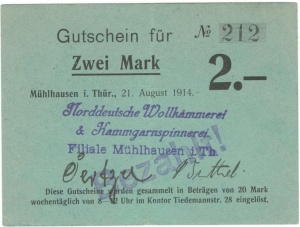 Gutschein für
№ 212
Zwei Mark
2.—
Mühlhausen i. Thür., 21. August 1914.
Norddeutsche Wollkämmerei
& Kammgarnspinnerei
Filiale Mühlhausen i. Th.
Bezahlt!
Diese Gutscheine werden gesammelt in Beträgen von 20 Mark
wochentäglich von 8— Uhr im Kontor Tiedemannstr. 28 eingelöst.